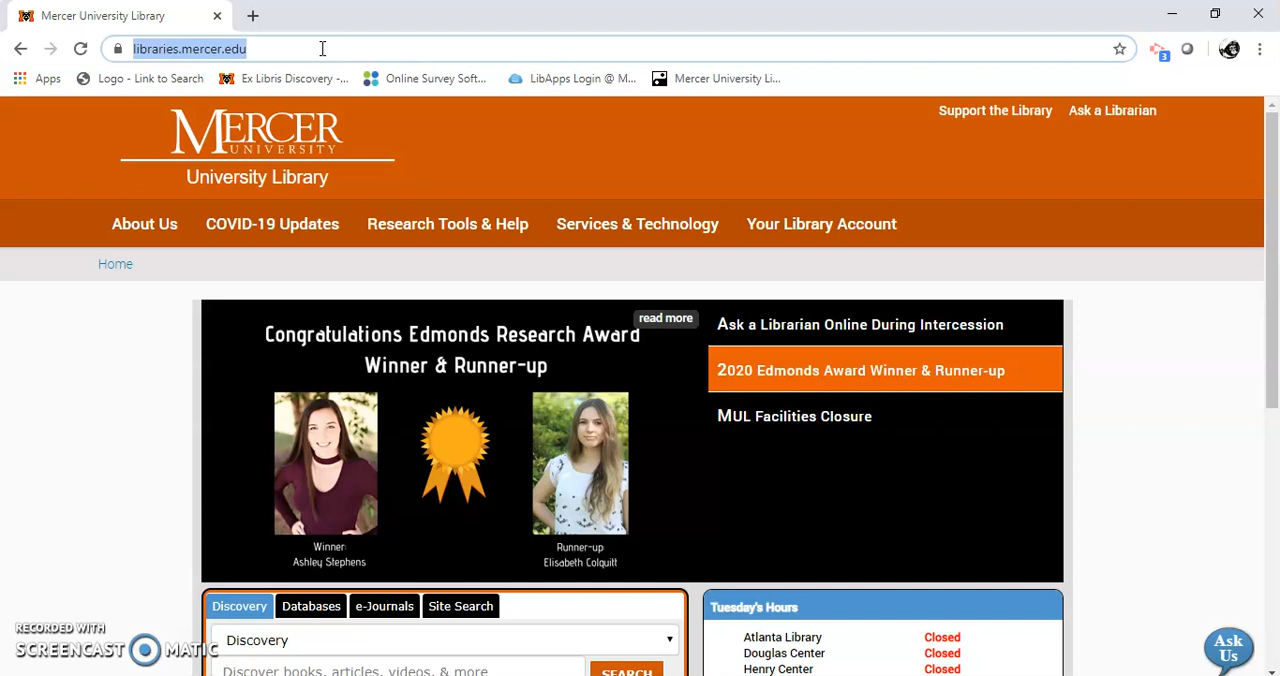 Mercer University Library
libraries.mercer.edu
3
Apps
Logo - Link to Search
Ex Libris Discovery -...
Online Survey Soft...
LibApps Login @ M...
Mercer University Li...
Support the Library
Ask a Librarian
MERCER
UNIVERSITY
University Library
About Us
COVID-19 Updates
Research Tools & Help
Services & Technology
Your Library Account
Home
Congratulations Edmonds Research Award
Winner & Runner-up
read more
Winner:
Ashley Stephens
Runner-up
Elisabeth Colquitt
Ask a Librarian Online During Intercession
2020 Edmonds Award Winner & Runner-up
MUL Facilities Closure
Discovery
Databases
e-Journals
Site Search
Discovery
Discover books, articles, videos, & more
SEARCH
Tuesday's Hours
Atlanta Library Closed
Douglas Center Closed
Henry Center Closed
RECORDED WITH
SCREENCAST MATIC
Ask
Us